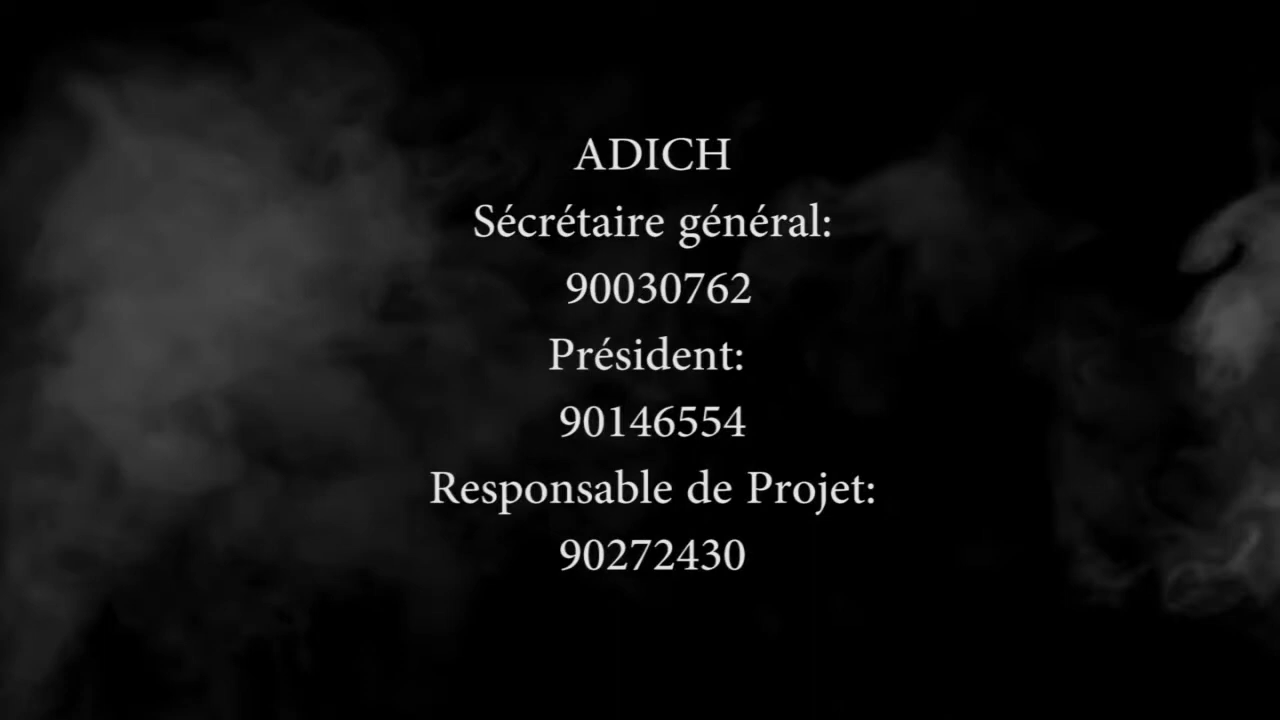 ADICH
Sécrétaire général:
90030762
Président:
90146554
Responsable de Projet:
90272430